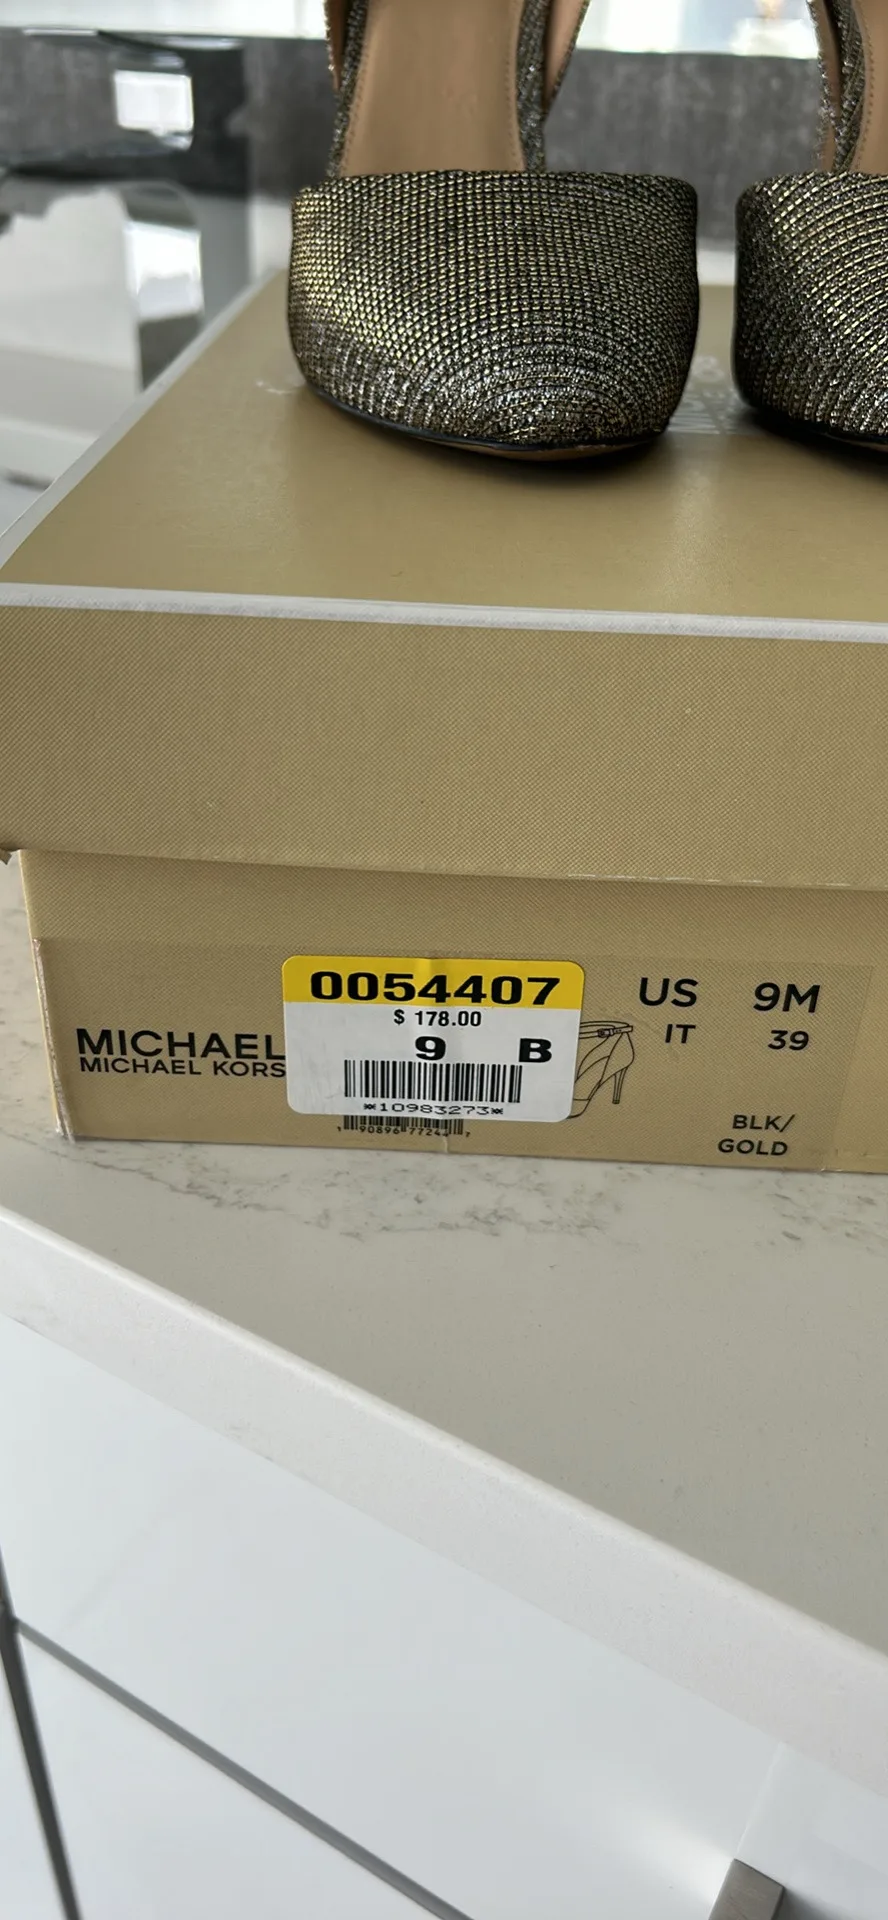 0054407
$ 178.00
9 B
*10983273*
MICHAEL
MICHAEL KORS
US 9M
IT 39
BLK/
GOLD